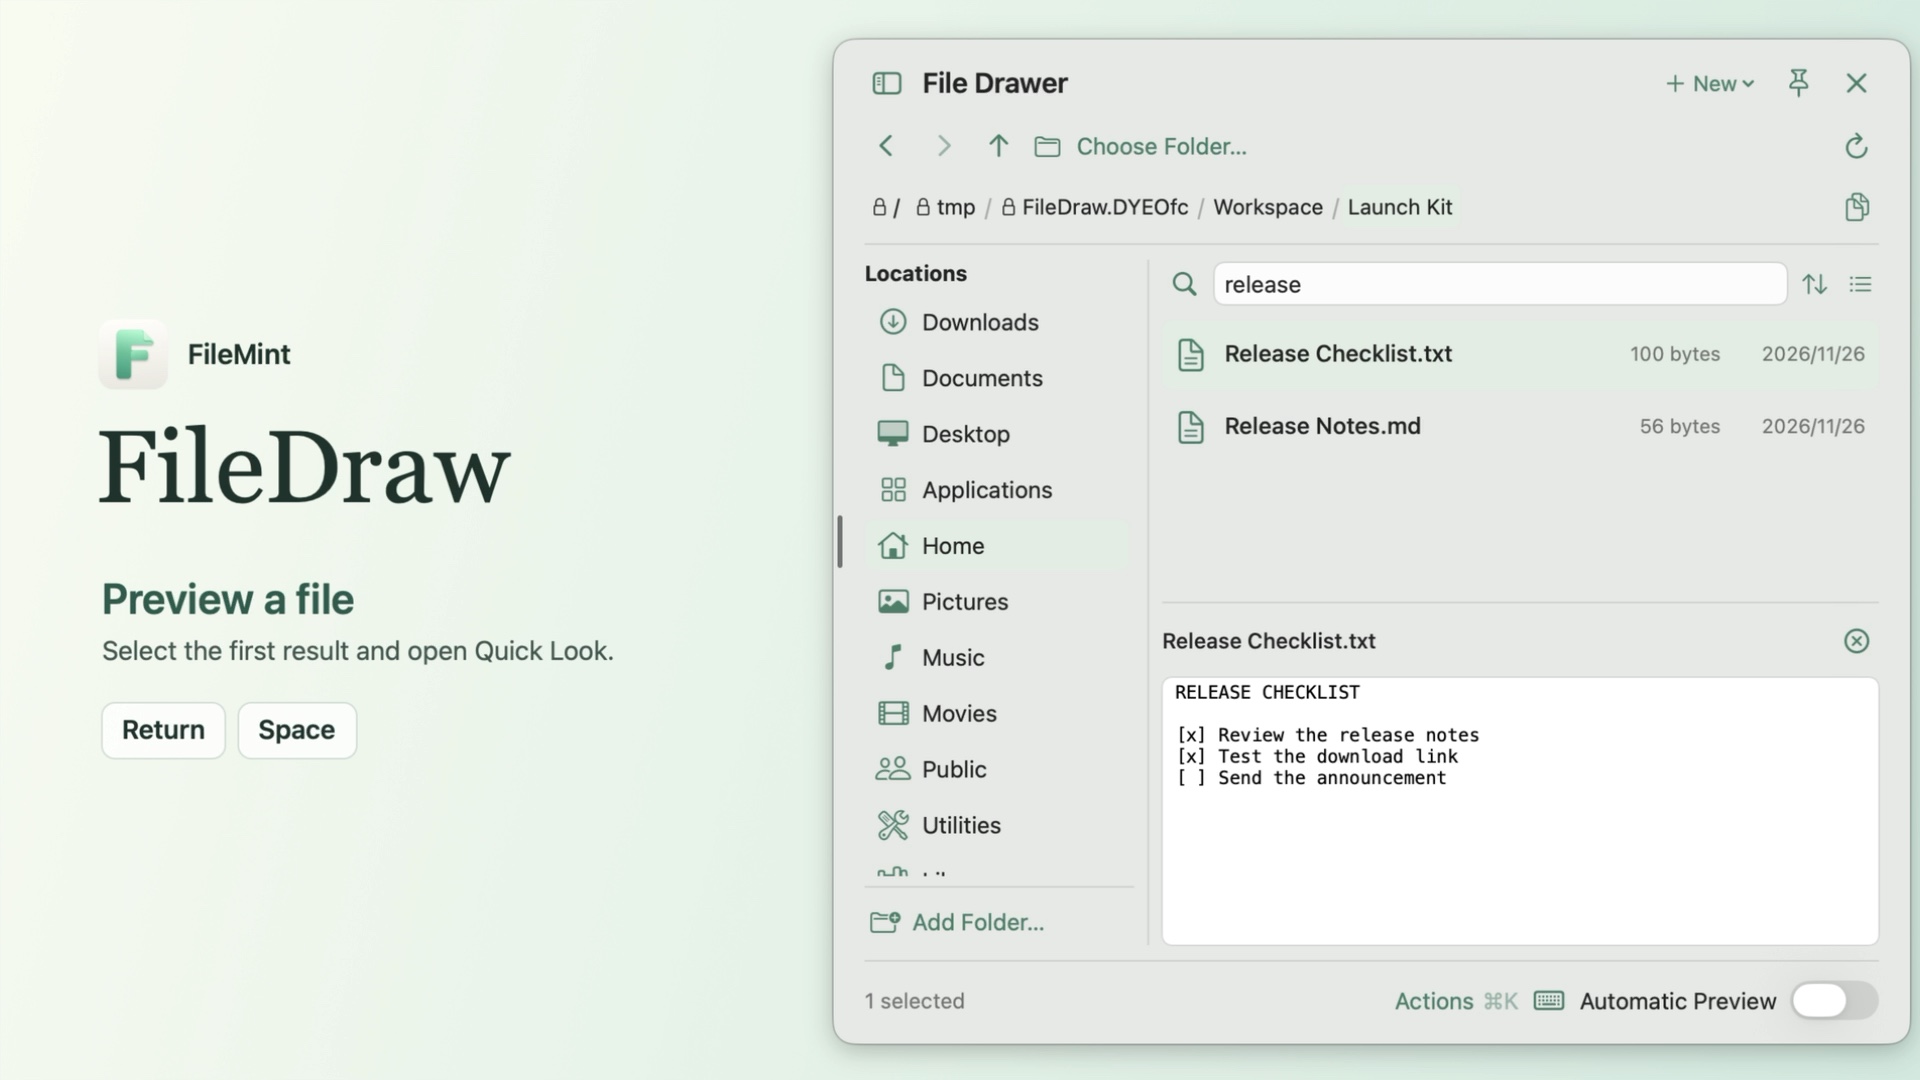 FileMint
FileDraw
Preview a file
Select the first result and open Quick Look.
Return Space
File Drawer
+ New
Choose Folder...
/ tmp / FileDraw.DYEOfc / Workspace / Launch Kit
Locations
Downloads
Documents
Desktop
Applications
Home
Pictures
Music
Movies
Public
Utilities
Add Folder...
release
Release Checklist.txt 100 bytes 2026/11/26
Release Notes.md 56 bytes 2026/11/26
Release Checklist.txt
RELEASE CHECKLIST
[x] Review the release notes
[x] Test the download link
[ ] Send the announcement
1 selected
Actions ⌘K Automatic Preview